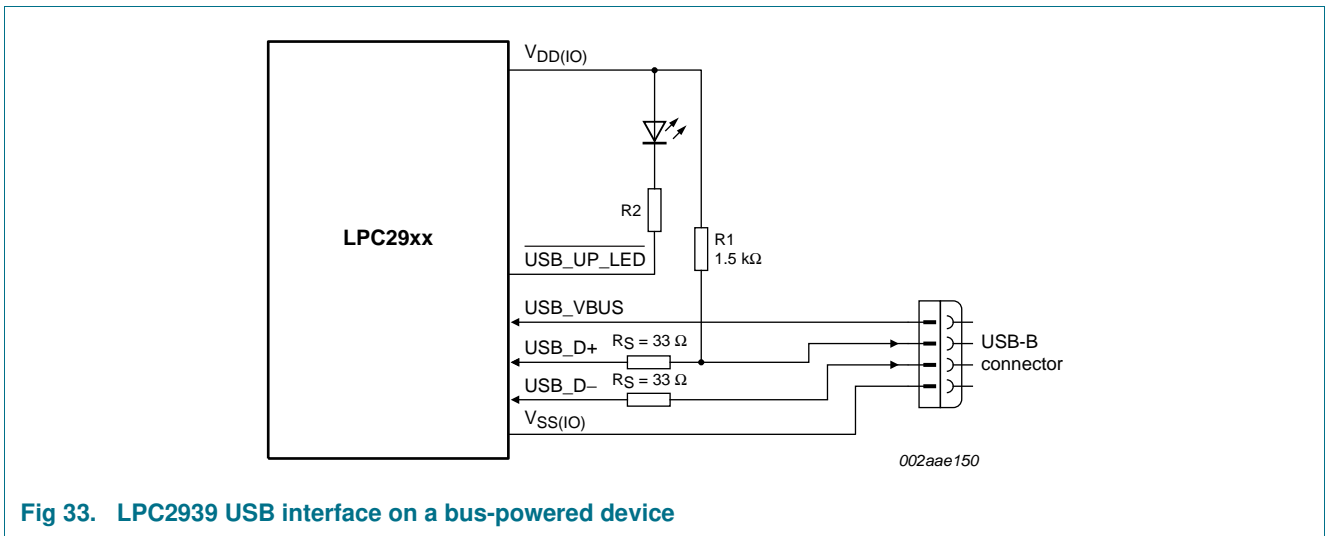 VDD(IO)
R2
LPC29xx
R1
1.5 kΩ
USB_UP_LED
USB_VBUS
USB_D+
RS = 33 Ω
USB_D−
RS = 33 Ω
VSS(IO)
USB-B
connector
002aae150
Fig 33. LPC2939 USB interface on a bus-powered device